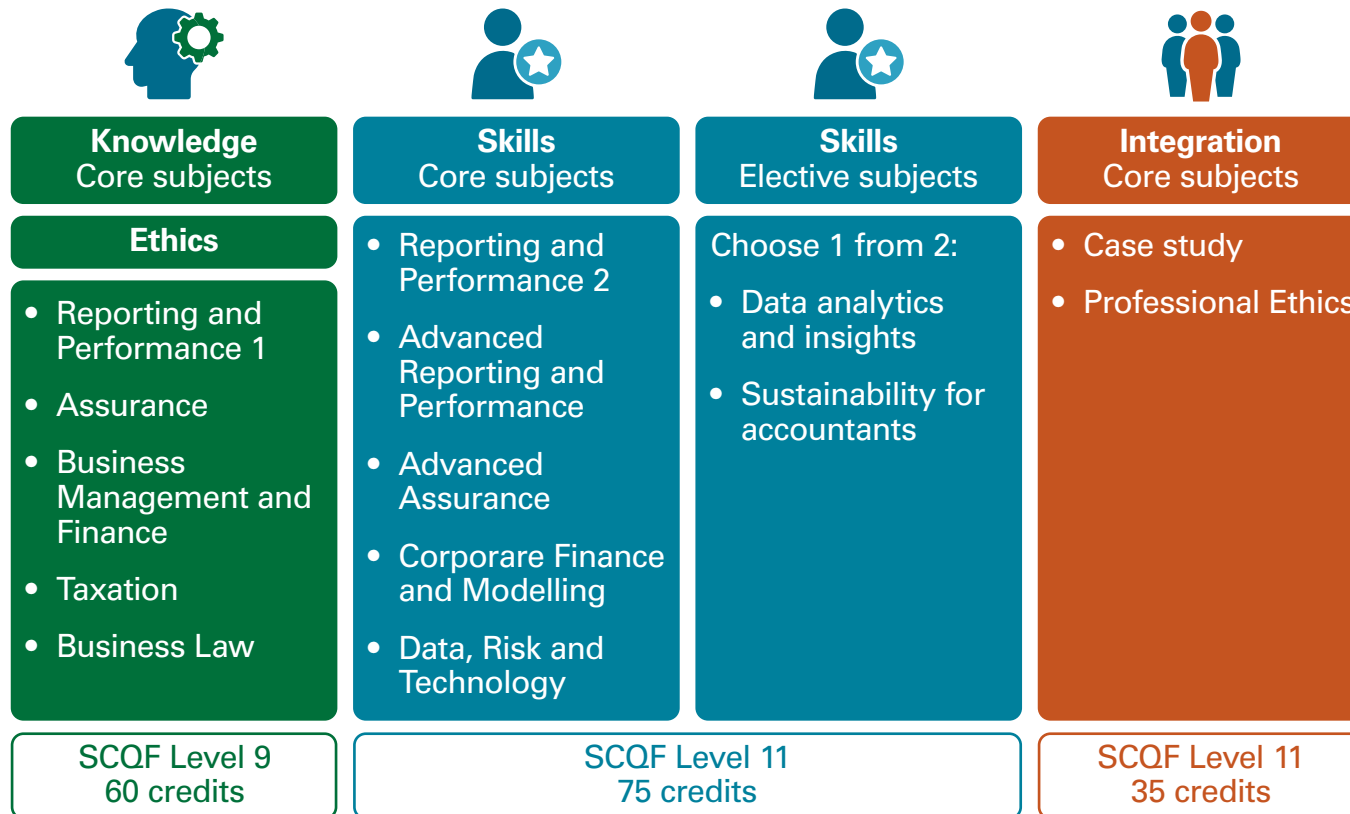 Knowledge
Core subjects
Ethics
• Reporting and
Performance 1
• Assurance
• Business
Management and
Finance
• Taxation
• Business Law
SCQF Level 9
60 credits
Skills
Core subjects
• Reporting and
Performance 2
• Advanced
Reporting and
Performance
• Advanced
Assurance
• Corporare Finance
and Modelling
• Data, Risk and
Technology
Skills
Elective subjects
Choose 1 from 2:
• Data analytics
and insights
• Sustainability for
accountants
SCQF Level 11
75 credits
Integration
Core subjects
• Case study
• Professional Ethics
SCQF Level 11
35 credits